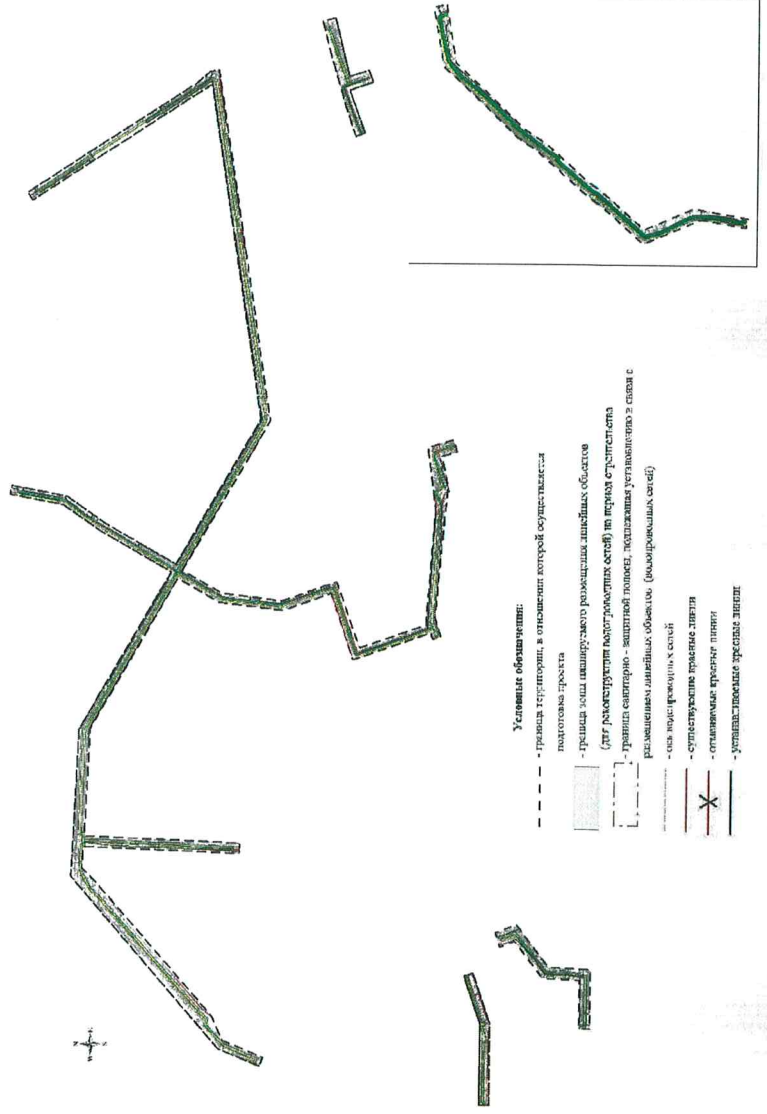 Условные обозначения:
- граница территории, в отношении которой осуществляется
подготовка проекта
- граница зоны планируемого размещения линейных объектов
(для реконструкции водопроводных сетей) на период строительства
- граница санитарно - защитной полосы, подлежащая установлению в связи с
размещением линейных объектов (водопроводных сетей)
- ось водопроводных сетей
- существующие красные линии
- отменяемые красные линии
- устанавливаемые красные линии